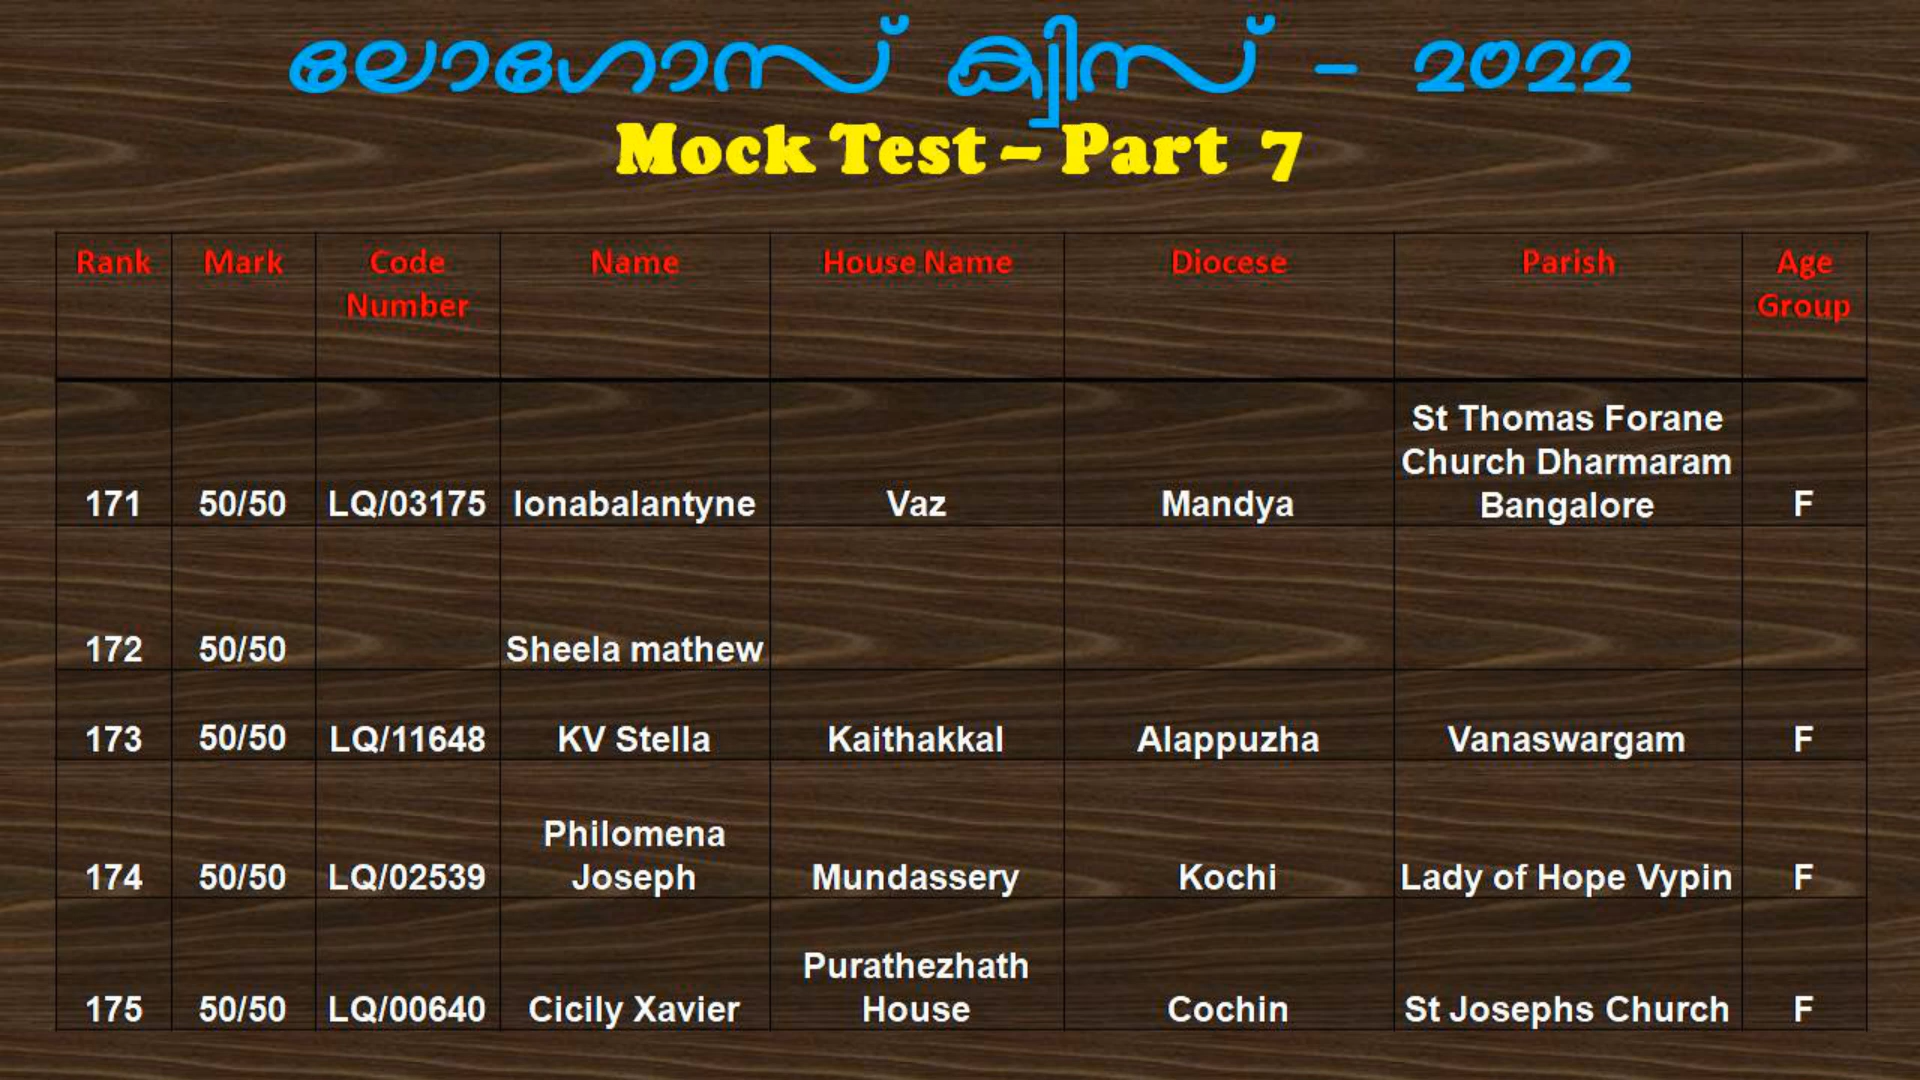 ലോഗോസ് ക്വിസ് - 2022
Mock Test – Part 7
Rank Mark Code Number Name House Name Diocese Parish Age Group
171 50/50 LQ/03175 Ionabalantyne Vaz Mandya St Thomas Forane Church Dharmaram Bangalore F
172 50/50 Sheela mathew
173 50/50 LQ/11648 KV Stella Kaithakkal Alappuzha Vanaswargam F
174 50/50 LQ/02539 Philomena Joseph Mundassery Kochi Lady of Hope Vypin F
175 50/50 LQ/00640 Cicily Xavier Purathezhath House Cochin St Josephs Church F